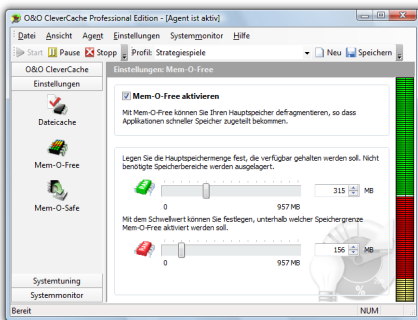 O&O CleverCache Professional Edition - [Agent ist aktiv]
Datei Ansicht Agent Einstellungen Systemmonitor Hilfe
Start Pause Stopp Profil: Strategiespiele Neu Speichern
O&O CleverCache
Einstellungen
Dateicache
Mem-O-Free
Mem-O-Safe
Systemtuning
Systemmonitor
Einstellungen: Mem-O-Free
Mem-O-Free aktivieren
Mit Mem-O-Free können Sie Ihren Hauptspeicher defragmentieren, so dass
Applikationen schneller Speicher zugeteilt bekommen.
Legen Sie die Hauptspeichermenge fest, die verfügbar gehalten werden soll. Nicht
benötigte Speicherbereiche werden ausgelagert.
315 MB
0 957 MB
Mit dem Schwellwert können Sie festlegen, unterhalb welcher Speichergrenze
Mem-O-Free aktiviert werden soll.
156 MB
0 957 MB
Bereit NUM